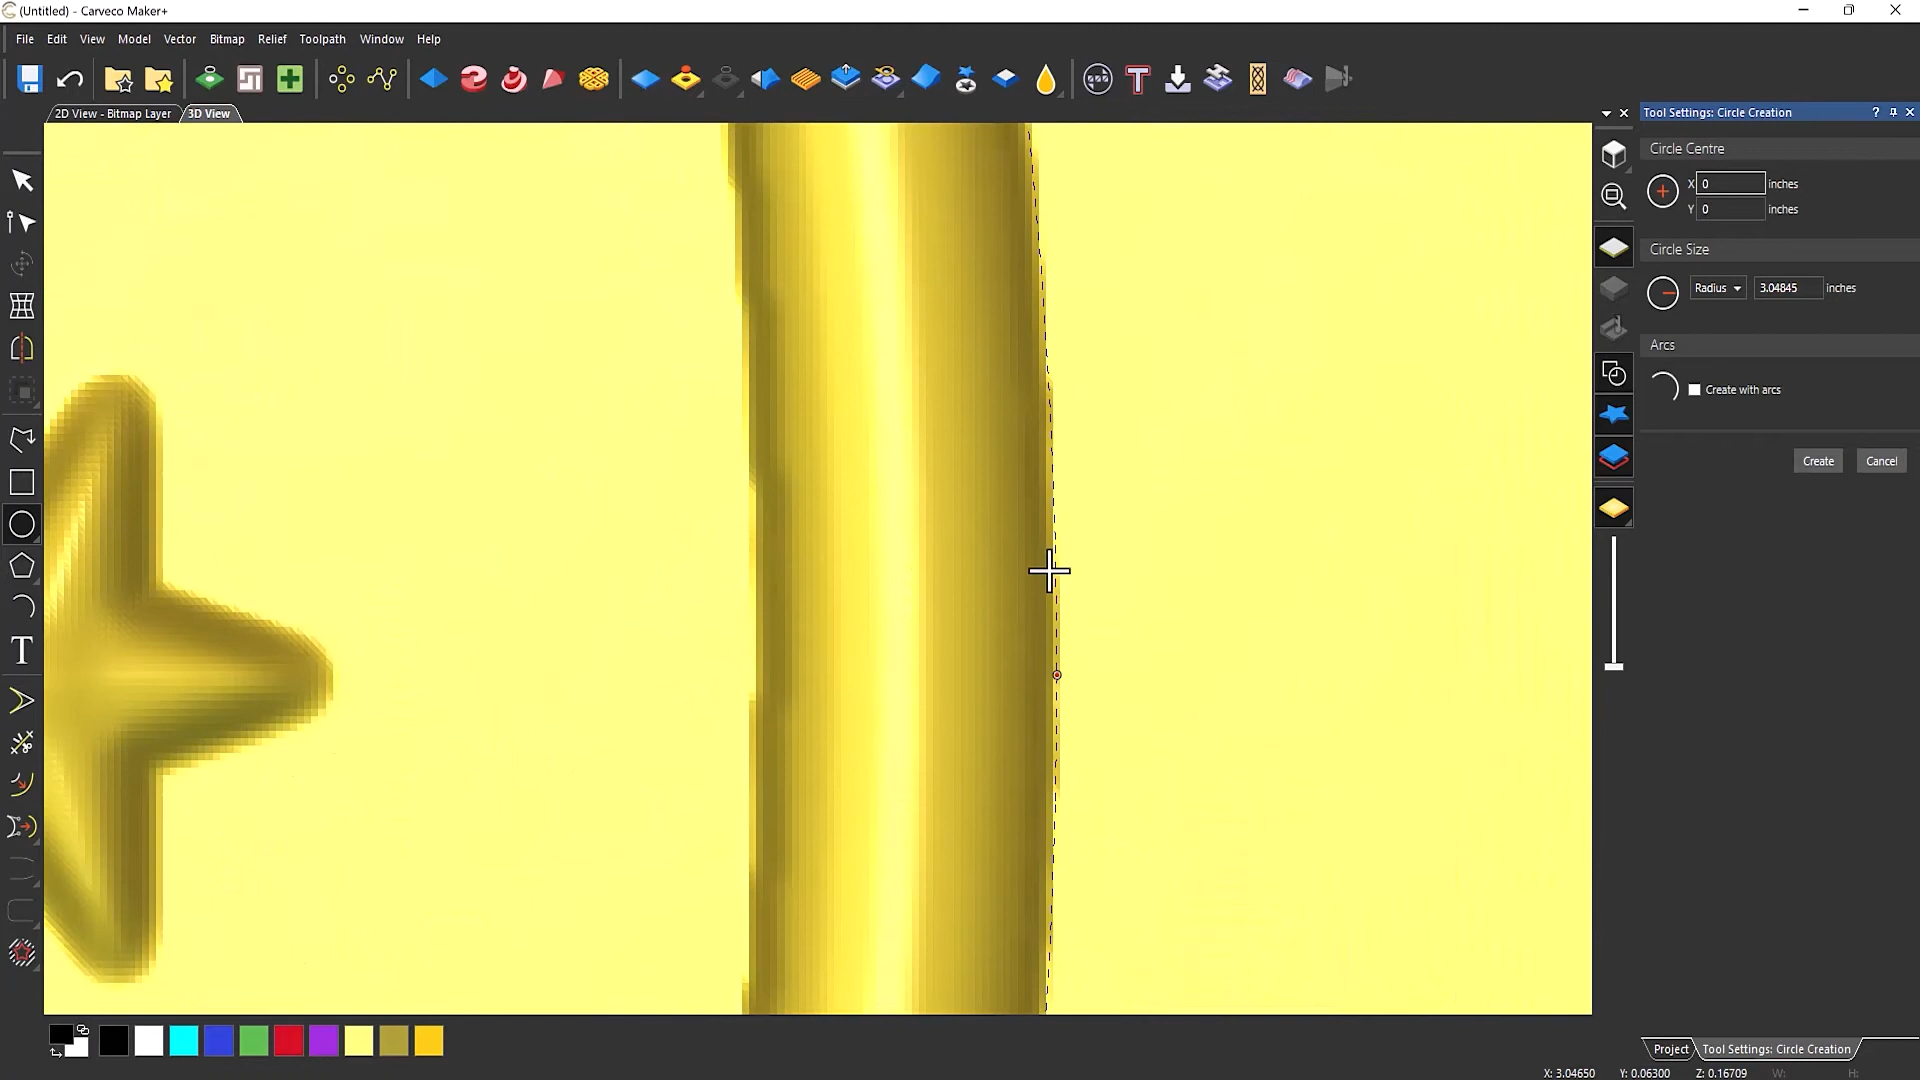 (Untitled) - Carveco Maker+
File Edit View Model Vector Bitmap Relief Toolpath Window Help
2D View - Bitmap Layer 3D View
Tool Settings: Circle Creation
Circle Centre
X 0 inches
Y 0 inches
Circle Size
Radius 3.04845 inches
Arcs
Create with arcs
Create Cancel
T
Project Tool Settings: Circle Creation
X: 3.04650 Y: 0.06300 Z: 0.16709 W: H: